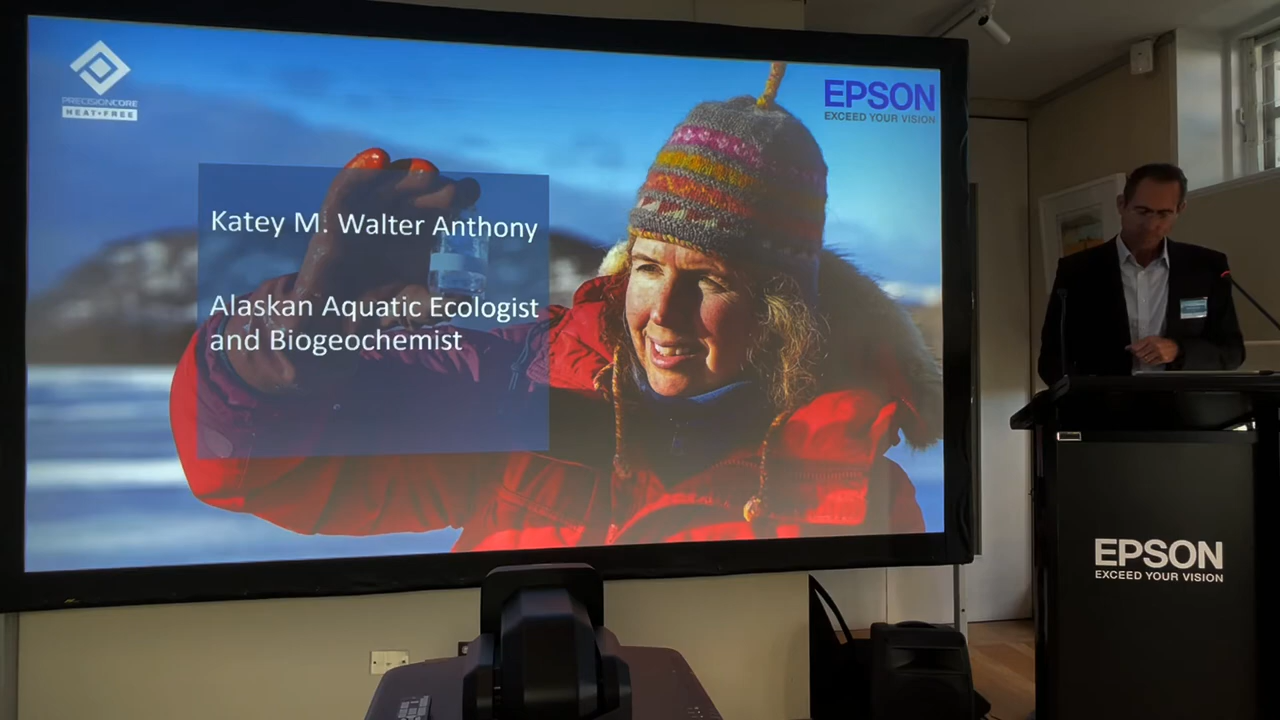 PRECISIONCORE
HEAT•FREE
EPSON
EXCEED YOUR VISION
Katey M. Walter Anthony
Alaskan Aquatic Ecologist
and Biogeochemist
EPSON
EXCEED YOUR VISION